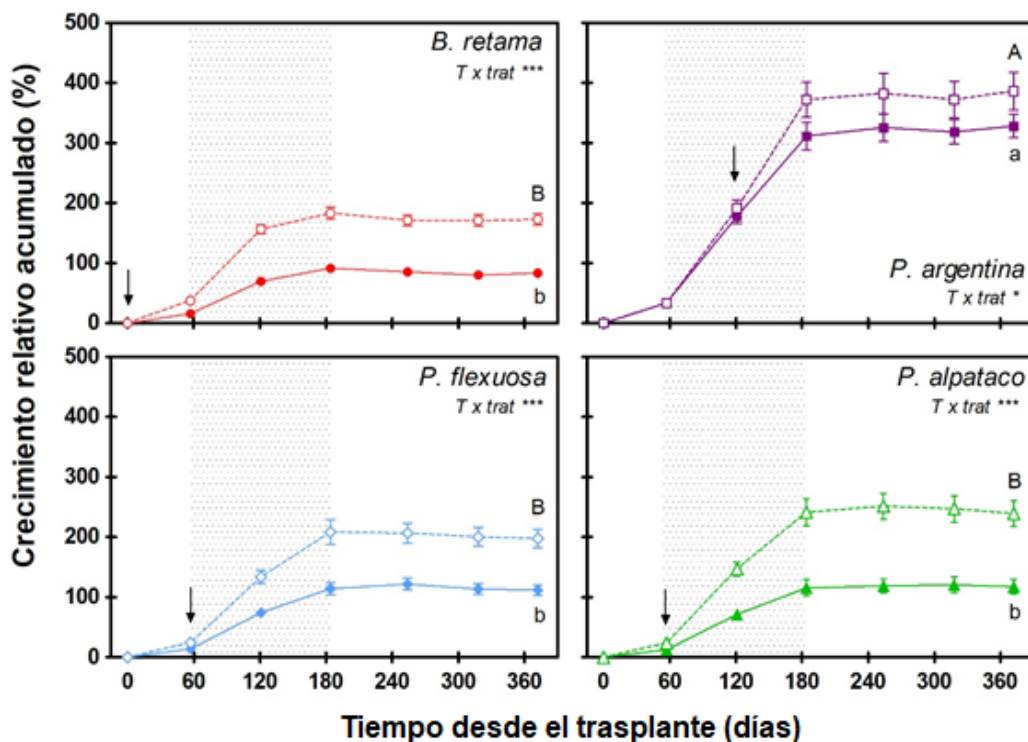 Crecimiento relativo acumulado (%)
500
400
300
200
100
0
B. retama
T x trat ***
B
b
A
a
P. argentina
T x trat *
500
400
300
200
100
0
P. flexuosa
T x trat ***
B
b
P. alpataco
T x trat ***
B
b
0 60 120 180 240 300 360
0 60 120 180 240 300 360
Tiempo desde el trasplante (días)